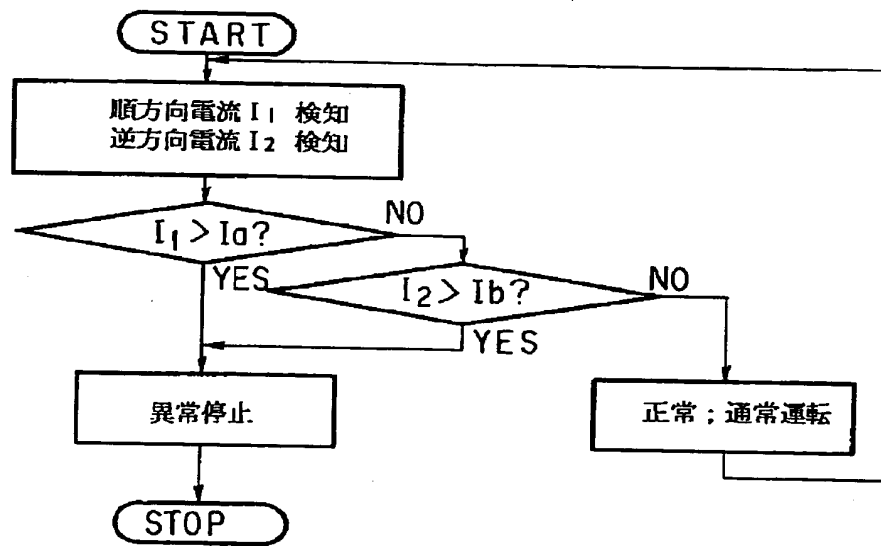 START
順方向電流 I₁ 検知
逆方向電流 I₂ 検知
I₁ > Ia?
NO
YES
I₂ > Ib?
NO
YES
異常停止
正常；通常運転
STOP